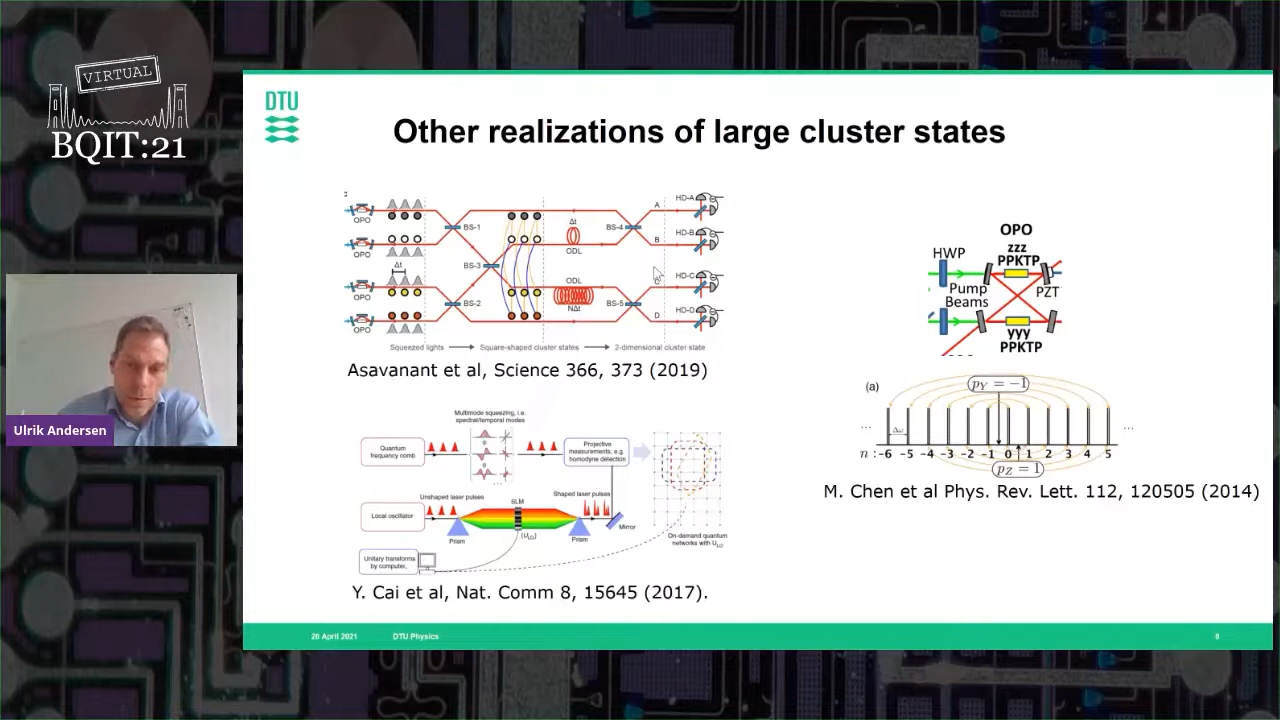 VIRTUAL
BQIT:21
Ulrik Andersen
DTU
Other realizations of large cluster states
OPO
OPO
OPO
OPO
Δt
BS-1
BS-3
BS-2
Δt
ODL
ODL
NΔt
BS-4
BS-5
A
B
C
D
HD-A
HD-B
HD-C
HD-D
Squeezed lights
Square-shaped cluster states
2-dimensional cluster state
Asavanant et al, Science 366, 373 (2019)
Multimode squeezing, i.e.
spectral/temporal modes
Quantum
frequency comb
Projective
measurements, e.g.
homodyne detection
Unshaped laser pulses
SLM
Shaped laser pulses
Local oscillator
Prism
(U_LO)
Prism
Mirror
On-demand quantum
networks with U_LO
Unitary transforms
by computer,
Y. Cai et al, Nat. Comm 8, 15645 (2017).
OPO
zzz
PPKTP
HWP
Pump
Beams
PZT
yyy
PPKTP
(a)
p_Y = −1
Δω
... ...
n : −6 −5 −4 −3 −2 −1 0 1 2 3 4 5
p_Z = 1
M. Chen et al Phys. Rev. Lett. 112, 120505 (2014)
26 April 2021
DTU Physics
8